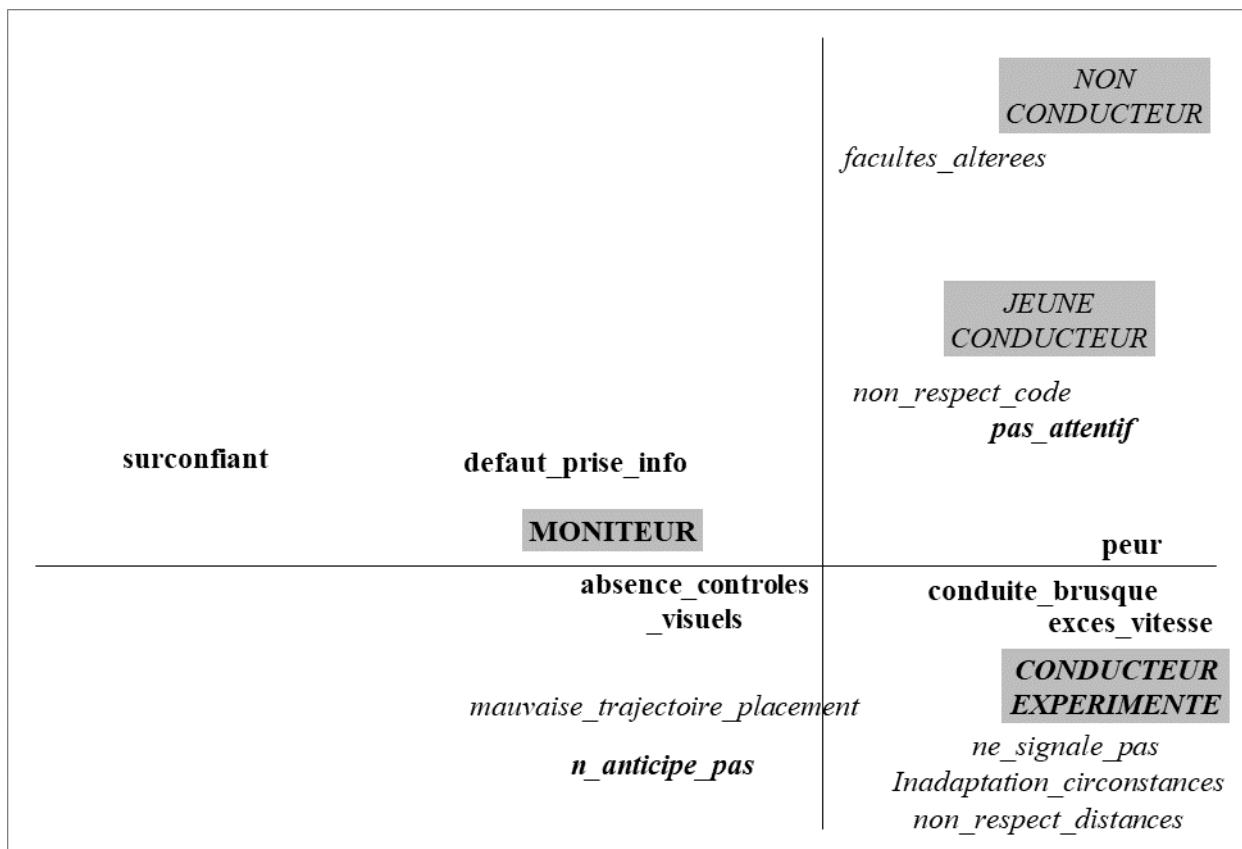 NON
CONDUCTEUR
facultes_alterees
JEUNE
CONDUCTEUR
non_respect_code
pas_attentif
surconfiant
defaut_prise_info
MONITEUR
peur
absence_controles
_visuels
conduite_brusque
exces_vitesse
CONDUCTEUR
EXPERIMENTE
mauvaise_trajectoire_placement
ne_signale_pas
n_anticipe_pas
Inadaptation_circonstances
non_respect_distances